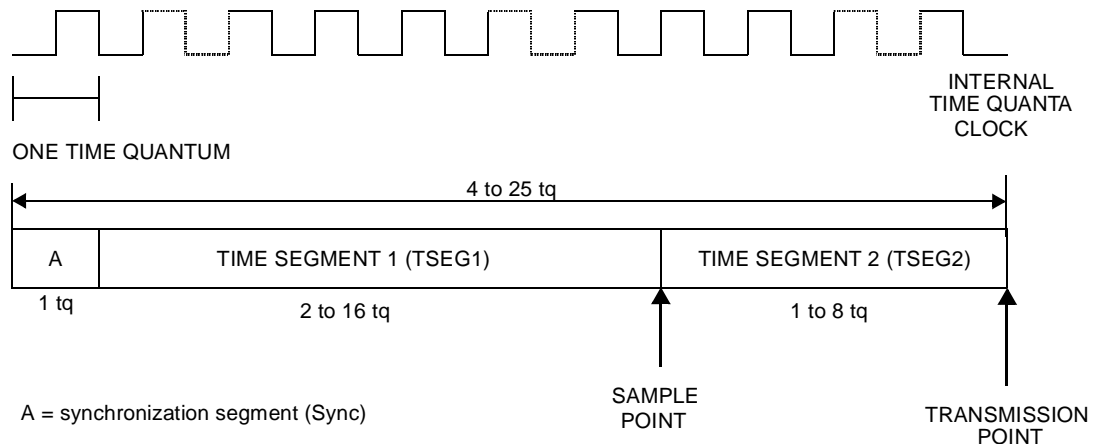 INTERNAL
TIME QUANTA
CLOCK
ONE TIME QUANTUM
4 to 25 tq
A
TIME SEGMENT 1 (TSEG1)
TIME SEGMENT 2 (TSEG2)
1 tq
2 to 16 tq
1 to 8 tq
A = synchronization segment (Sync)
SAMPLE
POINT
TRANSMISSION
POINT